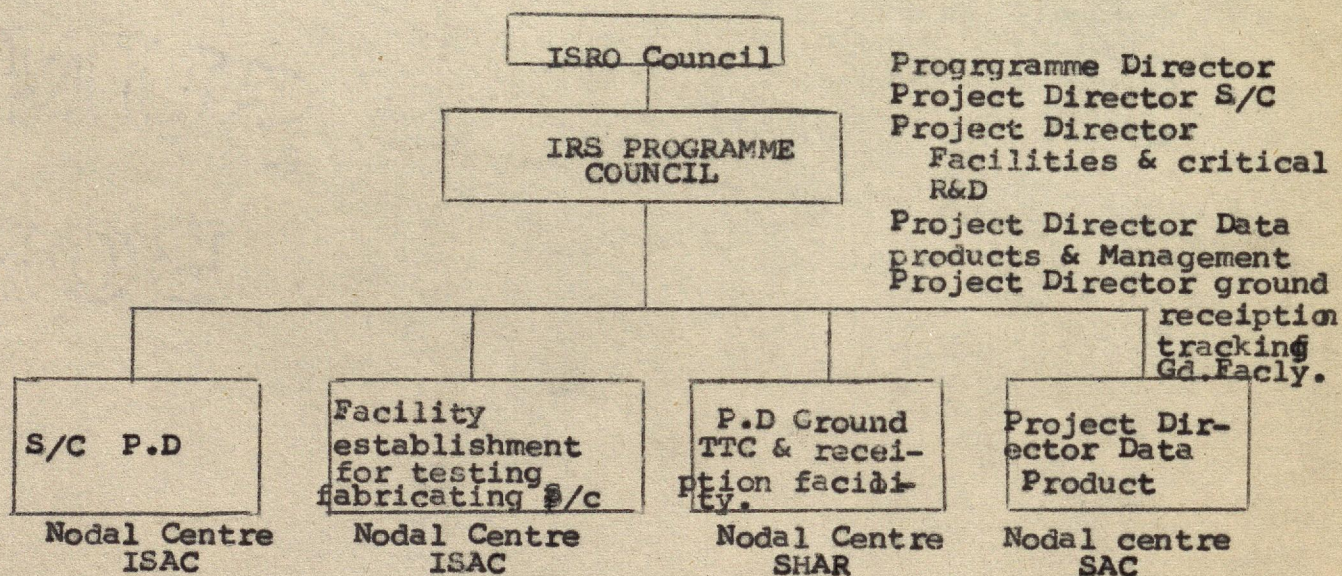 ISRO Council
IRS PROGRAMME
COUNCIL
Progrgramme Director
Project Director S/C
Project Director
Facilities & critical
R&D
Project Director Data
products & Management
Project Director ground
receiption
tracking
Gd.Facly.
S/C P.D
Nodal Centre
ISAC
Facility
establishment
for testing
fabricating S/c
Nodal Centre
ISAC
P.D Ground
TTC & recei-
ption facili-
ty.
Nodal Centre
SHAR
Project Dir-
ector Data
Product
Nodal centre
SAC